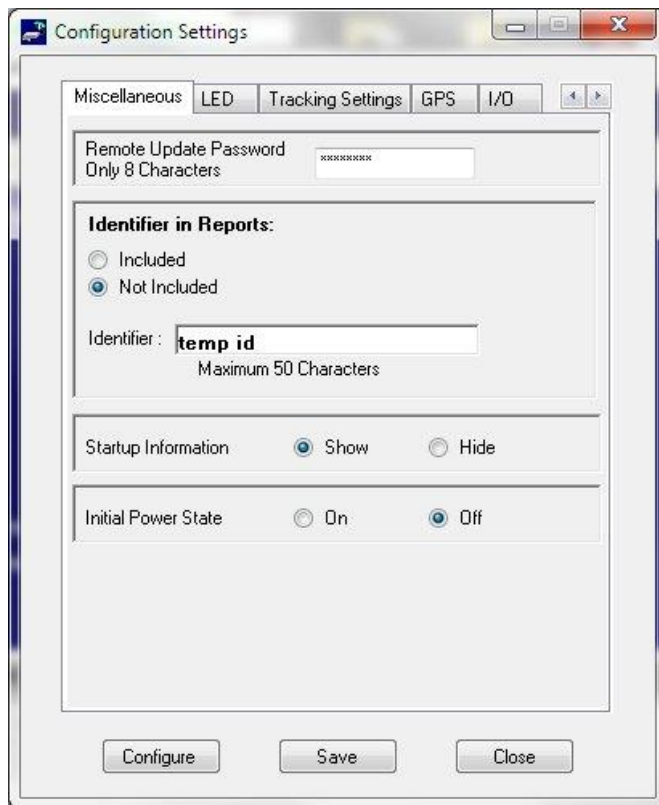 Configuration Settings
Miscellaneous LED Tracking Settings GPS I/O
Remote Update Password
Only 8 Characters
xxxxxxxx
Identifier in Reports:
Included
Not Included
Identifier : temp id
Maximum 50 Characters
Startup Information Show Hide
Initial Power State On Off
Configure Save Close